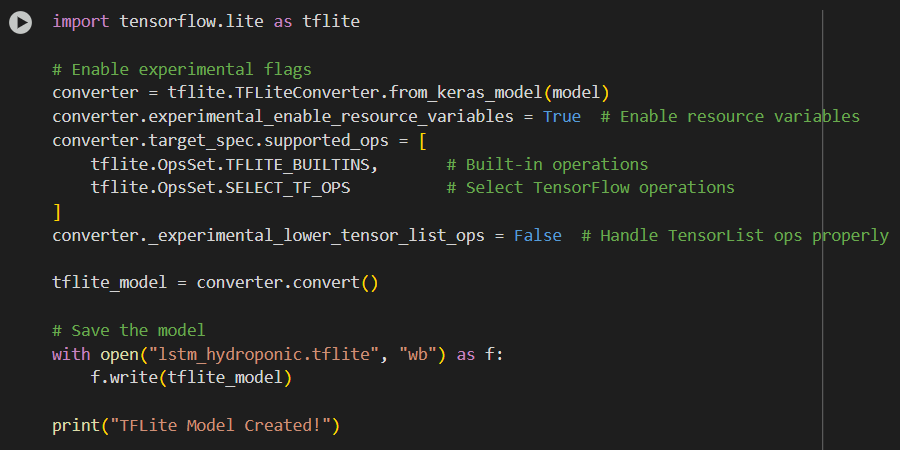 import tensorflow.lite as tflite
# Enable experimental flags
converter = tflite.TFLiteConverter.from_keras_model(model)
converter.experimental_enable_resource_variables = True  # Enable resource variables
converter.target_spec.supported_ops = [
    tflite.OpsSet.TFLITE_BUILTINS,       # Built-in operations
    tflite.OpsSet.SELECT_TF_OPS          # Select TensorFlow operations
]
converter._experimental_lower_tensor_list_ops = False  # Handle TensorList ops properly
tflite_model = converter.convert()
# Save the model
with open("lstm_hydroponic.tflite", "wb") as f:
    f.write(tflite_model)
print("TFLite Model Created!")